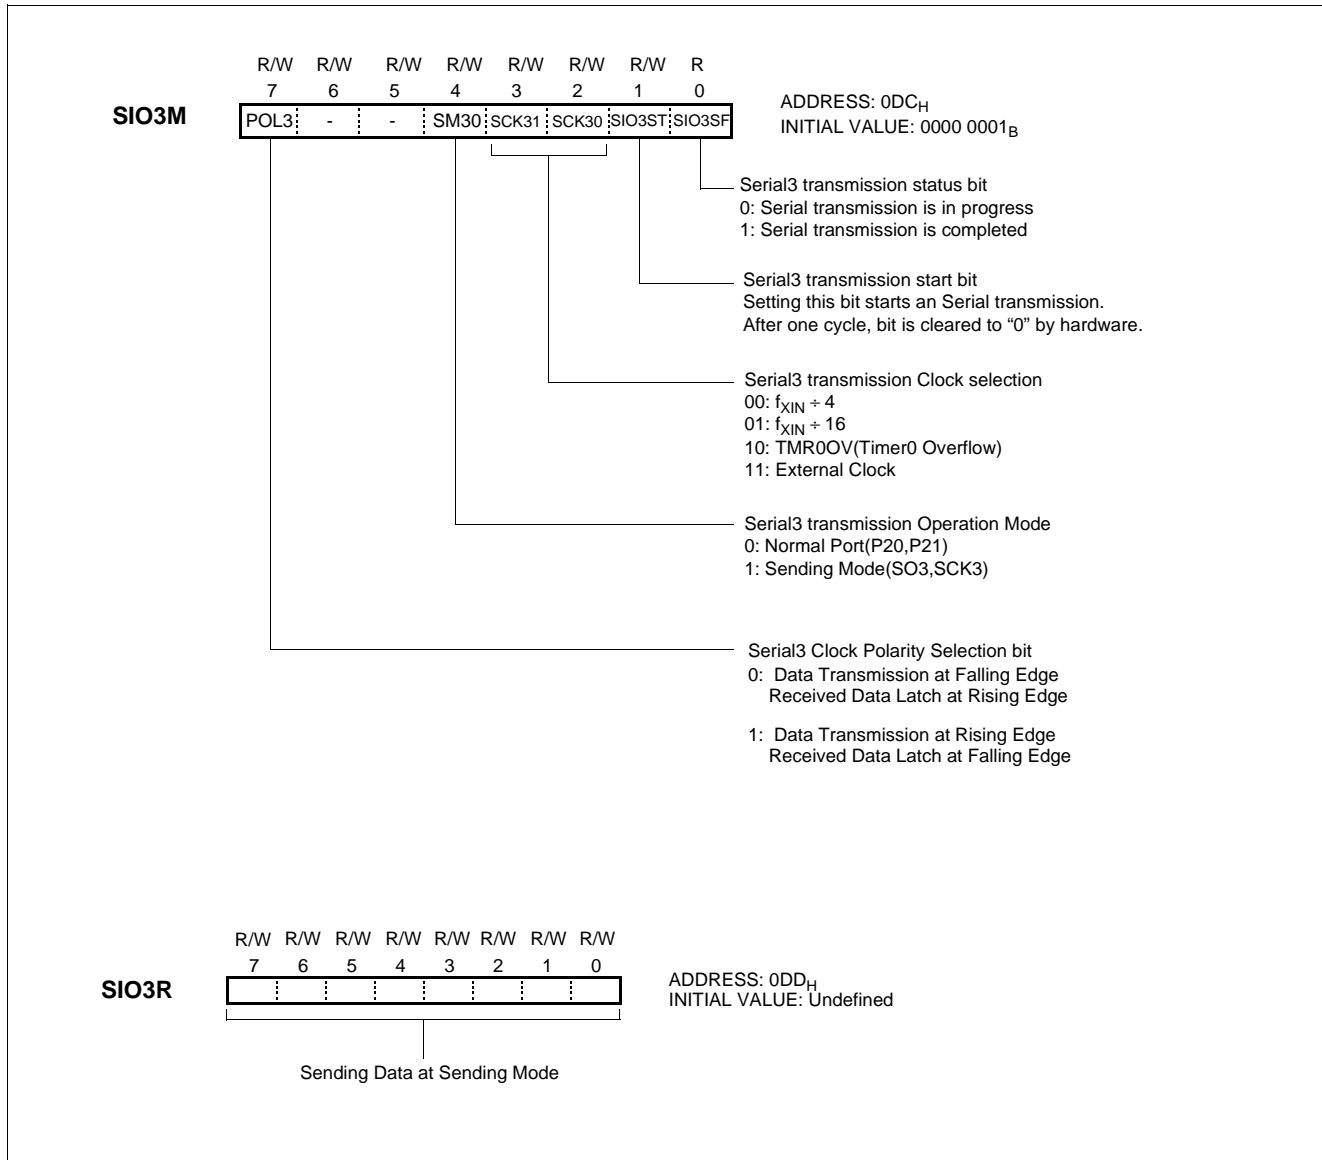 R/W R/W R/W R/W R/W R/W R/W R
7 6 5 4 3 2 1 0
SIO3M
POL3 - - SM30 SCK31 SCK30 SIO3ST SIO3SF
ADDRESS: 0DCH
INITIAL VALUE: 0000 0001B
Serial3 transmission status bit
0: Serial transmission is in progress
1: Serial transmission is completed
Serial3 transmission start bit
Setting this bit starts an Serial transmission.
After one cycle, bit is cleared to “0” by hardware.
Serial3 transmission Clock selection
00: fXIN ÷ 4
01: fXIN ÷ 16
10: TMR0OV(Timer0 Overflow)
11: External Clock
Serial3 transmission Operation Mode
0: Normal Port(P20,P21)
1: Sending Mode(SO3,SCK3)
Serial3 Clock Polarity Selection bit
0: Data Transmission at Falling Edge
Received Data Latch at Rising Edge
1: Data Transmission at Rising Edge
Received Data Latch at Falling Edge
R/W R/W R/W R/W R/W R/W R/W R/W
7 6 5 4 3 2 1 0
SIO3R
ADDRESS: 0DDH
INITIAL VALUE: Undefined
Sending Data at Sending Mode